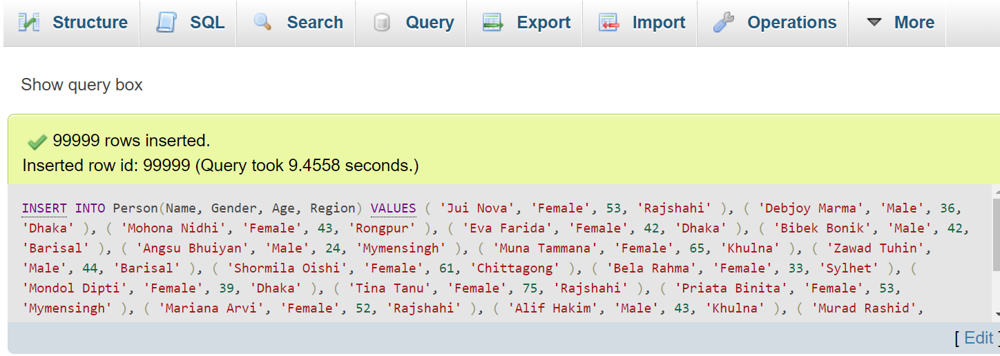 Structure SQL Search Query Export Import Operations More
Show query box
99999 rows inserted.
Inserted row id: 99999 (Query took 9.4558 seconds.)
INSERT INTO Person(Name, Gender, Age, Region) VALUES ( 'Jui Nova', 'Female', 53, 'Rajshahi' ), ( 'Debjoy Marma', 'Male', 36,
'Dhaka' ), ( 'Mohona Nidhi', 'Female', 43, 'Rongpur' ), ( 'Eva Farida', 'Female', 42, 'Dhaka' ), ( 'Bibek Bonik', 'Male', 42,
'Barisal' ), ( 'Angsu Bhuiyan', 'Male', 24, 'Mymensingh' ), ( 'Muna Tammana', 'Female', 65, 'Khulna' ), ( 'Zawad Tuhin',
'Male', 44, 'Barisal' ), ( 'Shormila Oishi', 'Female', 61, 'Chittagong' ), ( 'Bela Rahma', 'Female', 33, 'Sylhet' ), (
'Mondol Dipti', 'Female', 39, 'Dhaka' ), ( 'Tina Tanu', 'Female', 75, 'Rajshahi' ), ( 'Priata Binita', 'Female', 53,
'Mymensingh' ), ( 'Mariana Arvi', 'Female', 52, 'Rajshahi' ), ( 'Alif Hakim', 'Male', 43, 'Khulna' ), ( 'Murad Rashid',
[ Edit ]